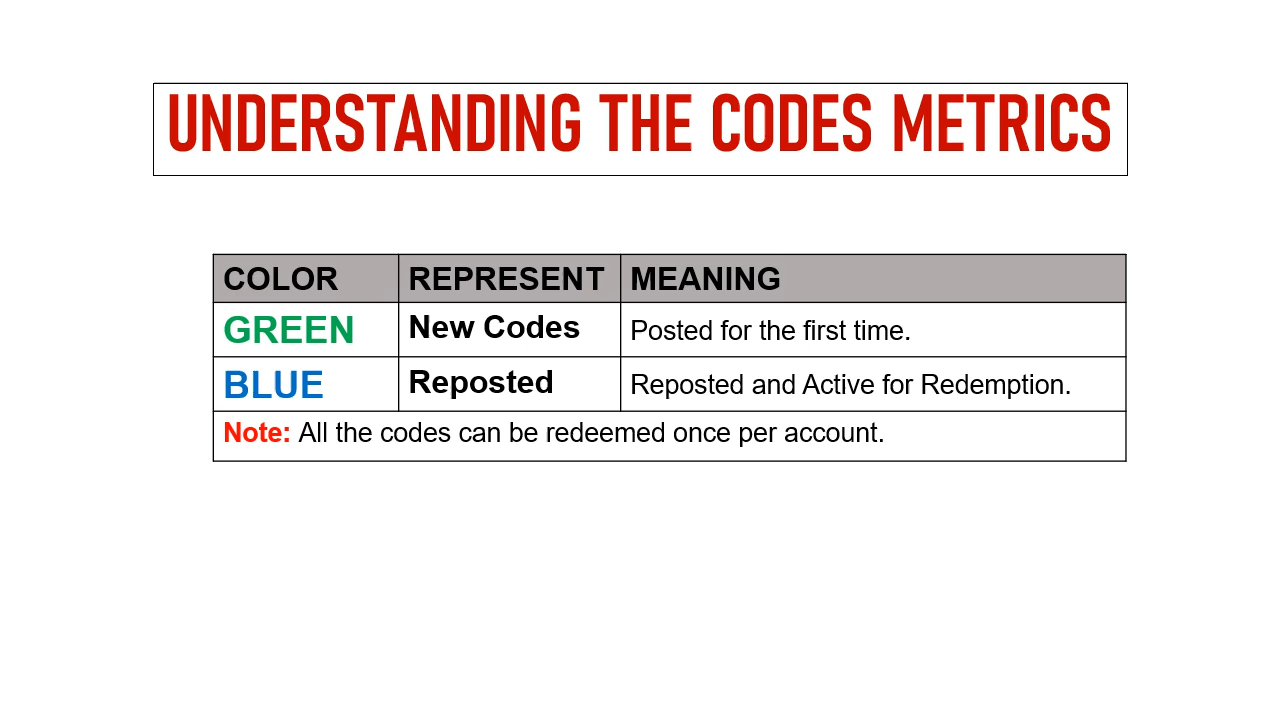 UNDERSTANDING THE CODES METRICS
COLOR REPRESENT MEANING
GREEN New Codes Posted for the first time.
BLUE Reposted Reposted and Active for Redemption.
Note: All the codes can be redeemed once per account.